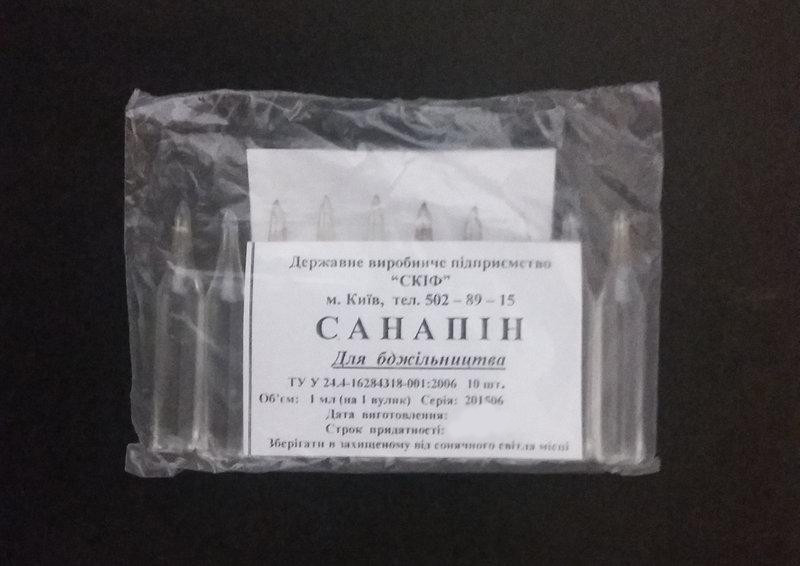 Державне виробниче підприємство
“СКІФ”
м. Київ, тел. 502 – 89 – 15
САНАПІН
Для бджільництва
ТУ У 24.4-16284318-001:2006 10 шт.
Об’єм: 1 мл (на 1 вулик) Серія: 201506
Дата виготовлення:
Строк придатності:
Зберігати в захищеному від сонячного світла місці